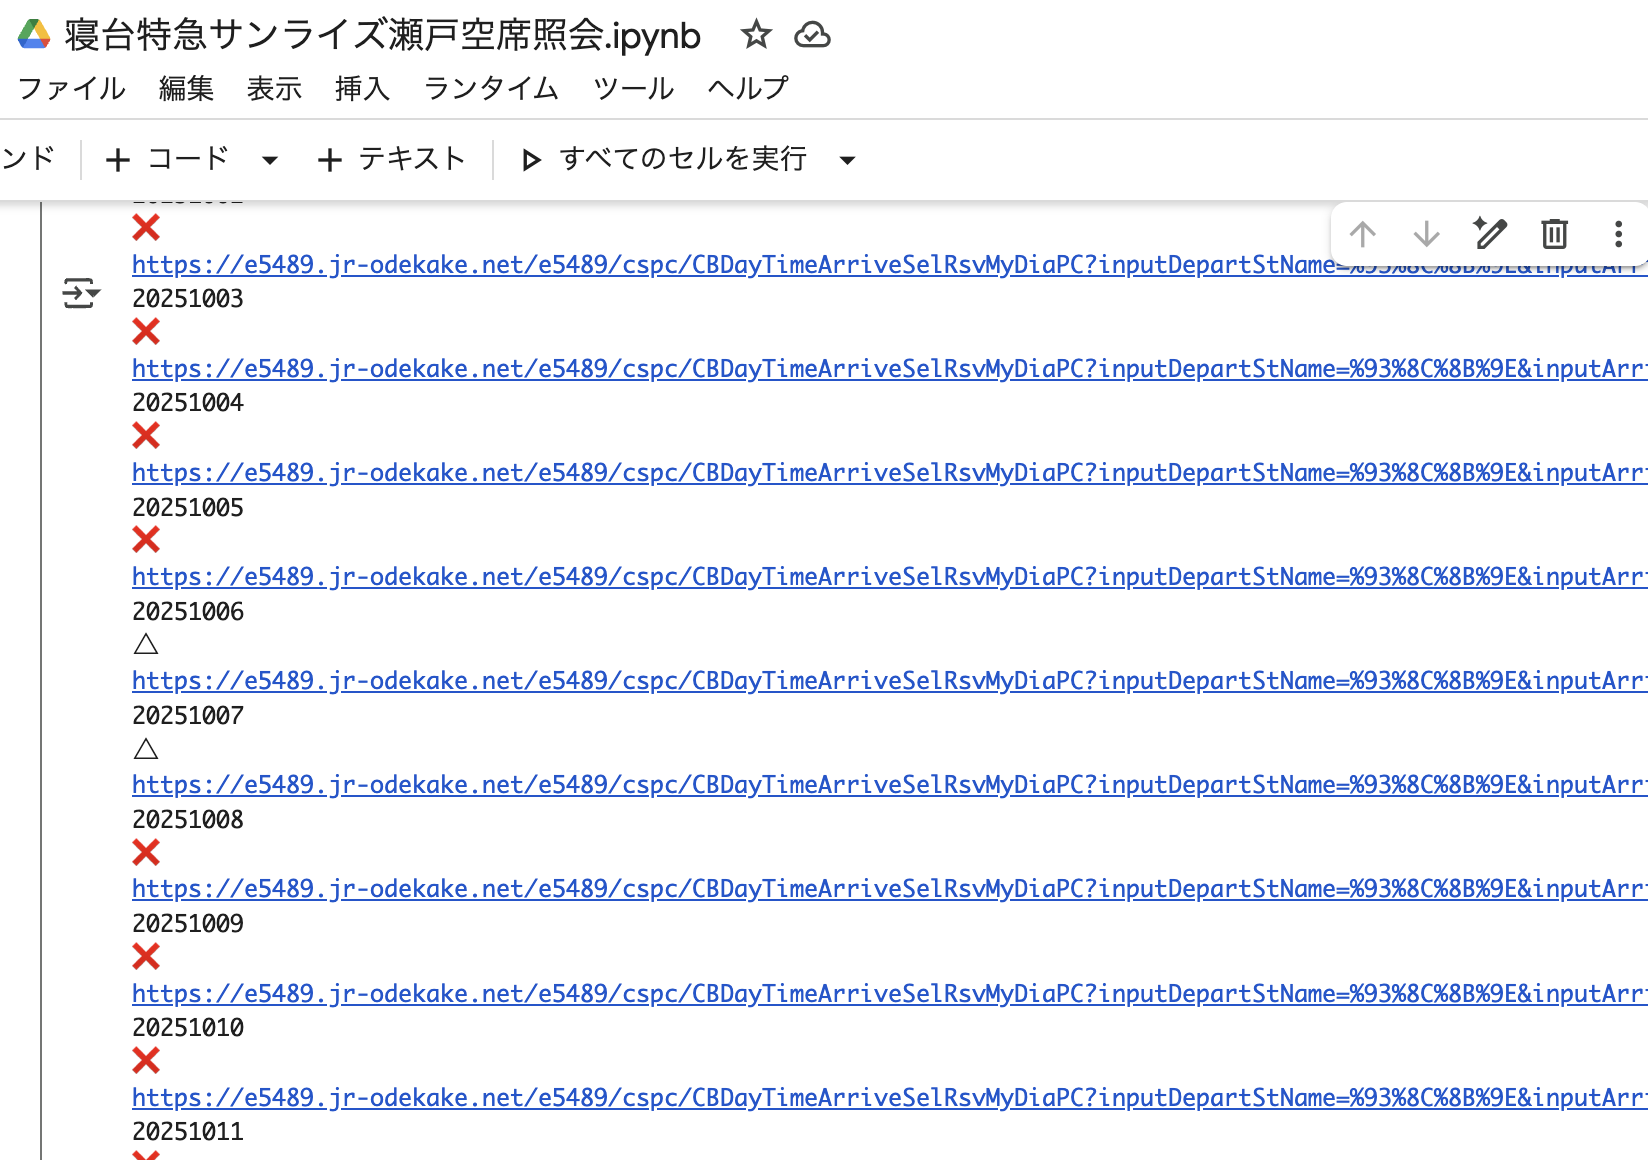 寝台特急サンライズ瀬戸空席照会.ipynb
ファイル 編集 表示 挿入 ランタイム ツール ヘルプ
ンド + コード + テキスト すべてのセルを実行
❌
https://e5489.jr-odekake.net/e5489/cspc/CBDayTimeArriveSelRsvMyDiaPC?inputDepartStName=%93%8C%8B%9E&inputArr
20251003
❌
https://e5489.jr-odekake.net/e5489/cspc/CBDayTimeArriveSelRsvMyDiaPC?inputDepartStName=%93%8C%8B%9E&inputArr
20251004
❌
https://e5489.jr-odekake.net/e5489/cspc/CBDayTimeArriveSelRsvMyDiaPC?inputDepartStName=%93%8C%8B%9E&inputArr
20251005
❌
https://e5489.jr-odekake.net/e5489/cspc/CBDayTimeArriveSelRsvMyDiaPC?inputDepartStName=%93%8C%8B%9E&inputArr
20251006
△
https://e5489.jr-odekake.net/e5489/cspc/CBDayTimeArriveSelRsvMyDiaPC?inputDepartStName=%93%8C%8B%9E&inputArr
20251007
△
https://e5489.jr-odekake.net/e5489/cspc/CBDayTimeArriveSelRsvMyDiaPC?inputDepartStName=%93%8C%8B%9E&inputArr
20251008
❌
https://e5489.jr-odekake.net/e5489/cspc/CBDayTimeArriveSelRsvMyDiaPC?inputDepartStName=%93%8C%8B%9E&inputArr
20251009
❌
https://e5489.jr-odekake.net/e5489/cspc/CBDayTimeArriveSelRsvMyDiaPC?inputDepartStName=%93%8C%8B%9E&inputArr
20251010
❌
https://e5489.jr-odekake.net/e5489/cspc/CBDayTimeArriveSelRsvMyDiaPC?inputDepartStName=%93%8C%8B%9E&inputArr
20251011
❌